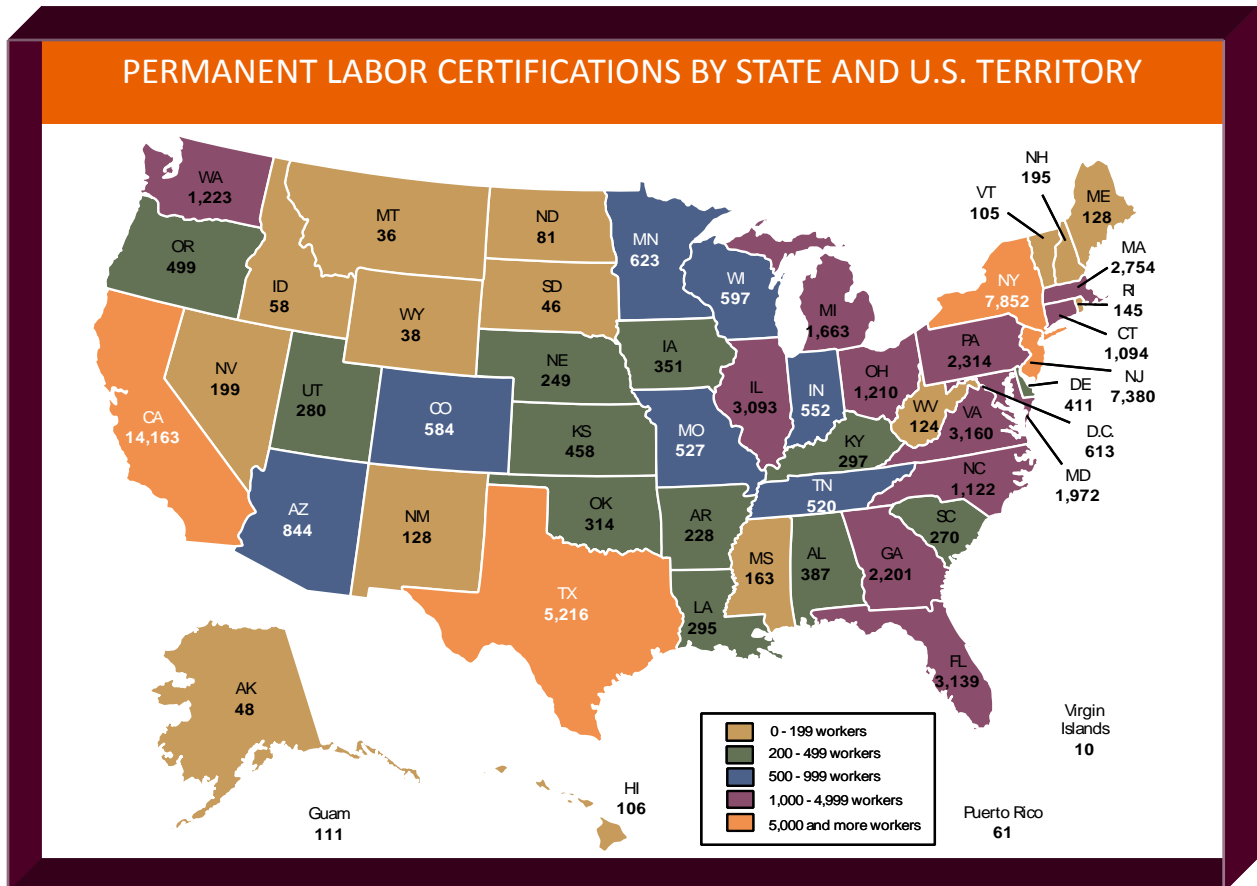 PERMANENT LABOR CERTIFICATIONS BY STATE AND U.S. TERRITORY
WA
1,223
OR
499
CA
14,163
NV
199
ID
58
MT
36
WY
38
UT
280
AZ
844
CO
584
NM
128
ND
81
SD
46
NE
249
KS
458
OK
314
TX
5,216
MN
623
IA
351
MO
527
AR
228
LA
295
WI
597
IL
3,093
MI
1,663
IN
552
OH
1,210
KY
297
TN
520
MS
163
AL
387
GA
2,201
FL
3,139
SC
270
NC
1,122
VA
3,160
WV
124
PA
2,314
NY
7,852
VT
105
NH
195
ME
128
MA
2,754
RI
145
CT
1,094
NJ
7,380
DE
411
D.C.
613
MD
1,972
AK
48
HI
106
Guam
111
Virgin
Islands
10
Puerto Rico
61
0 - 199 workers
200 - 499 workers
500 - 999 workers
1,000 - 4,999 workers
5,000 and more workers